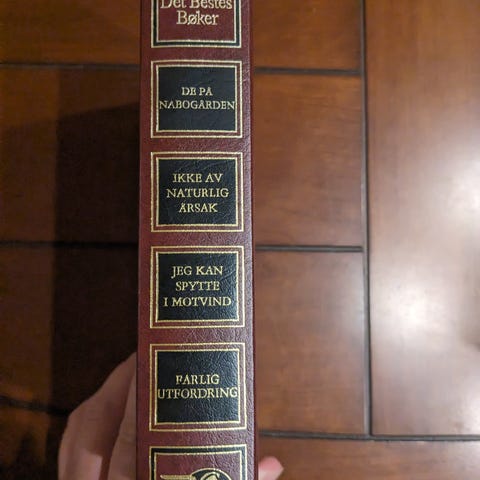 Det Bestes
Bøker
DE PÅ
NABOGÅRDEN
IKKE AV
NATURLIG
ÅRSAK
JEG KAN
SPYTTE
I MOTVIND
FARLIG
UTFORDRING